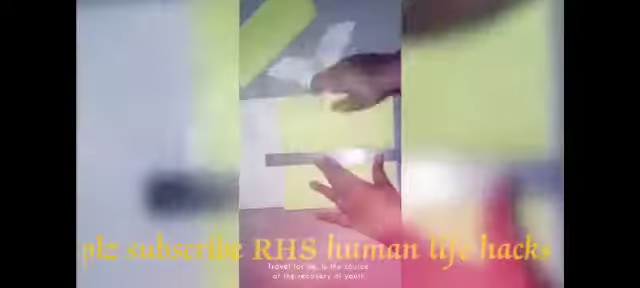 plz subscribe RHS human life hacks
Travel for me, is the course
of the recovery of youth